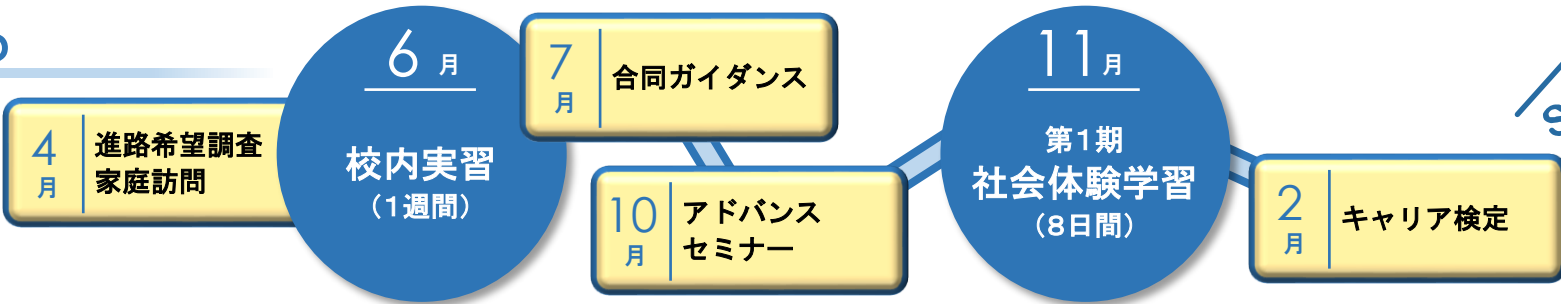 4月
進路希望調査
家庭訪問
6月
校内実習
（1週間）
7月
合同ガイダンス
10月
アドバンス
セミナー
11月
第1期
社会体験学習
（8日間）
2月
キャリア検定